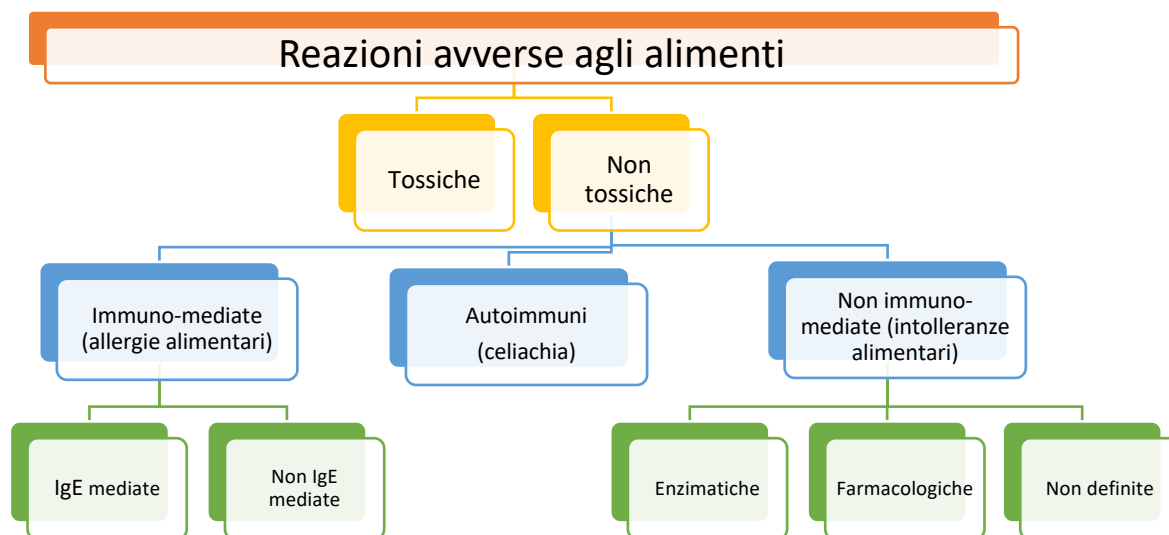 Reazioni avverse agli alimenti
Tossiche
Non
tossiche
Immuno-mediate
(allergie alimentari)
Autoimmuni
(celiachia)
Non immuno-
mediate (intolleranze
alimentari)
IgE mediate
Non IgE
mediate
Enzimatiche
Farmacologiche
Non definite